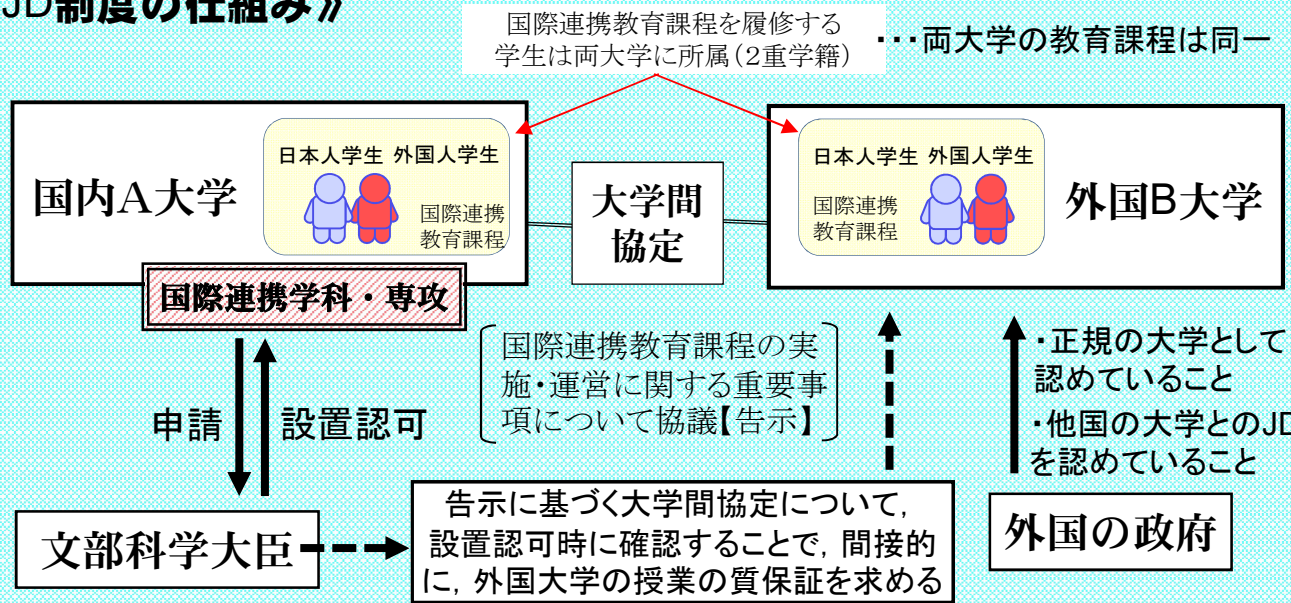 JD制度の仕組み》
国際連携教育課程を履修する
学生は両大学に所属(2重学籍)
・・・両大学の教育課程は同一
国内A大学
日本人学生 外国人学生
国際連携
教育課程
国際連携学科・専攻
大学間
協定
日本人学生 外国人学生
国際連携
教育課程
外国B大学
申請
設置認可
国際連携教育課程の実
施・運営に関する重要事
項について協議【告示】
・正規の大学として
認めていること
・他国の大学とのJD
を認めていること
文部科学大臣
告示に基づく大学間協定について,
設置認可時に確認することで, 間接的
に, 外国大学の授業の質保証を求める
外国の政府